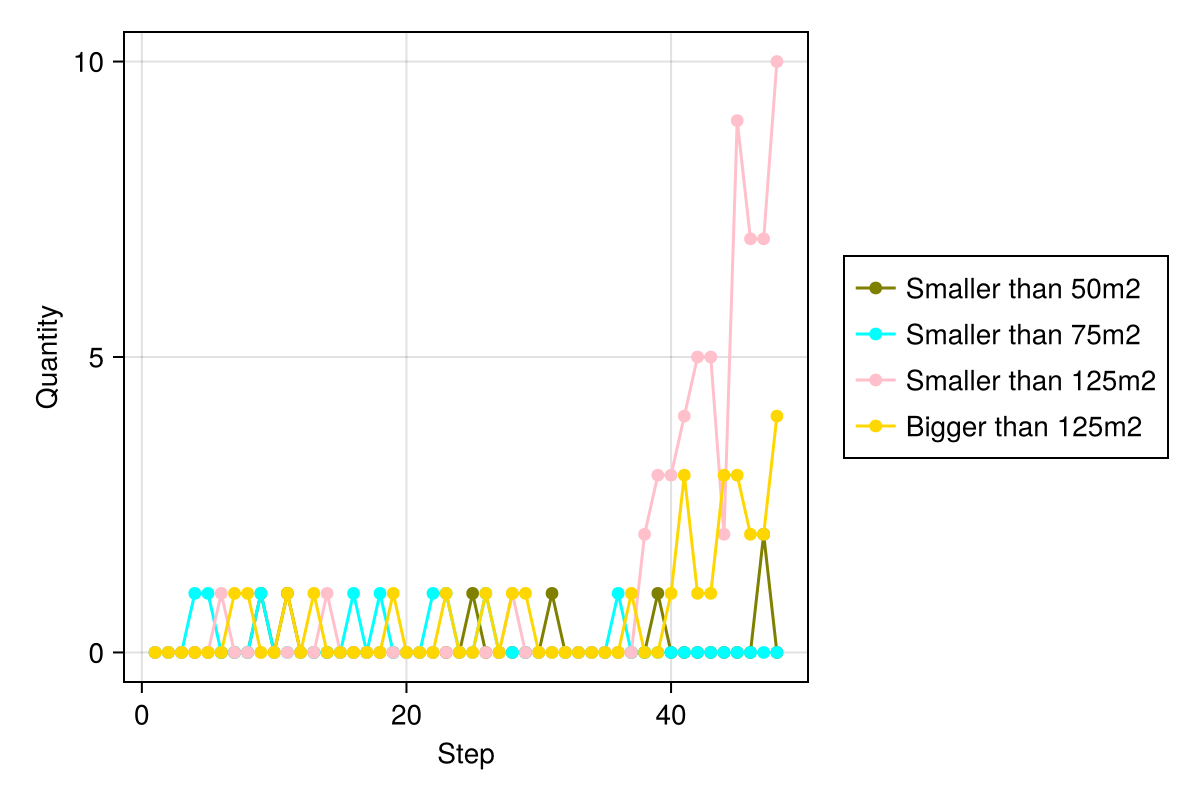 10
5
0
Quantity
0 20 40
Step
Smaller than 50m2
Smaller than 75m2
Smaller than 125m2
Bigger than 125m2